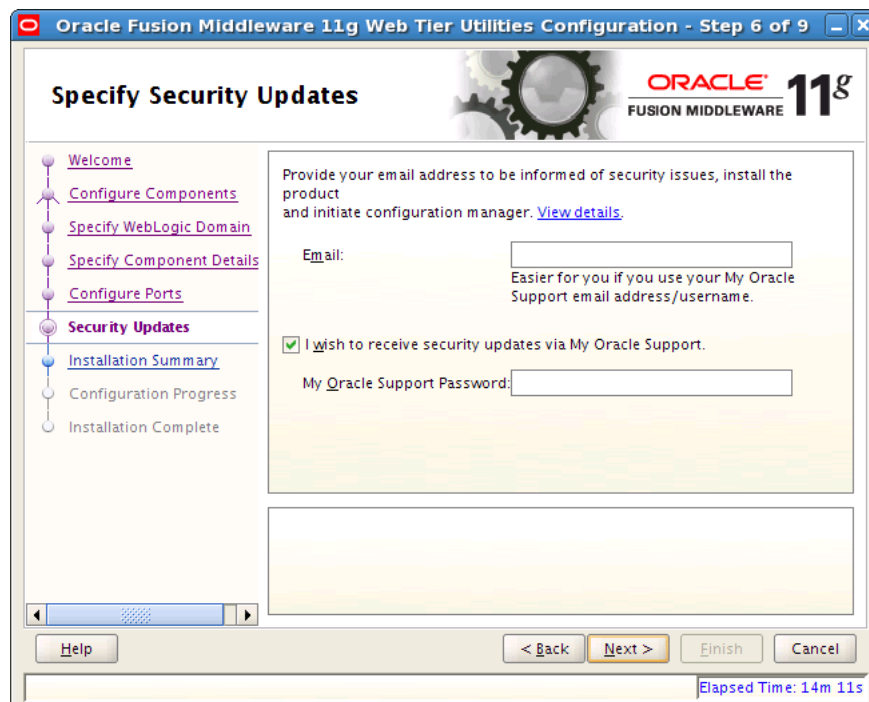 Oracle Fusion Middleware 11g Web Tier Utilities Configuration - Step 6 of 9
Specify Security Updates
ORACLE®
FUSION MIDDLEWARE 11g
Welcome
Configure Components
Specify WebLogic Domain
Specify Component Details
Configure Ports
Security Updates
Installation Summary
Configuration Progress
Installation Complete
Provide your email address to be informed of security issues, install the
product
and initiate configuration manager. View details.
Email:
Easier for you if you use your My Oracle
Support email address/username.
I wish to receive security updates via My Oracle Support.
My Oracle Support Password:
Help
< Back
Next >
Finish
Cancel
Elapsed Time: 14m 11s